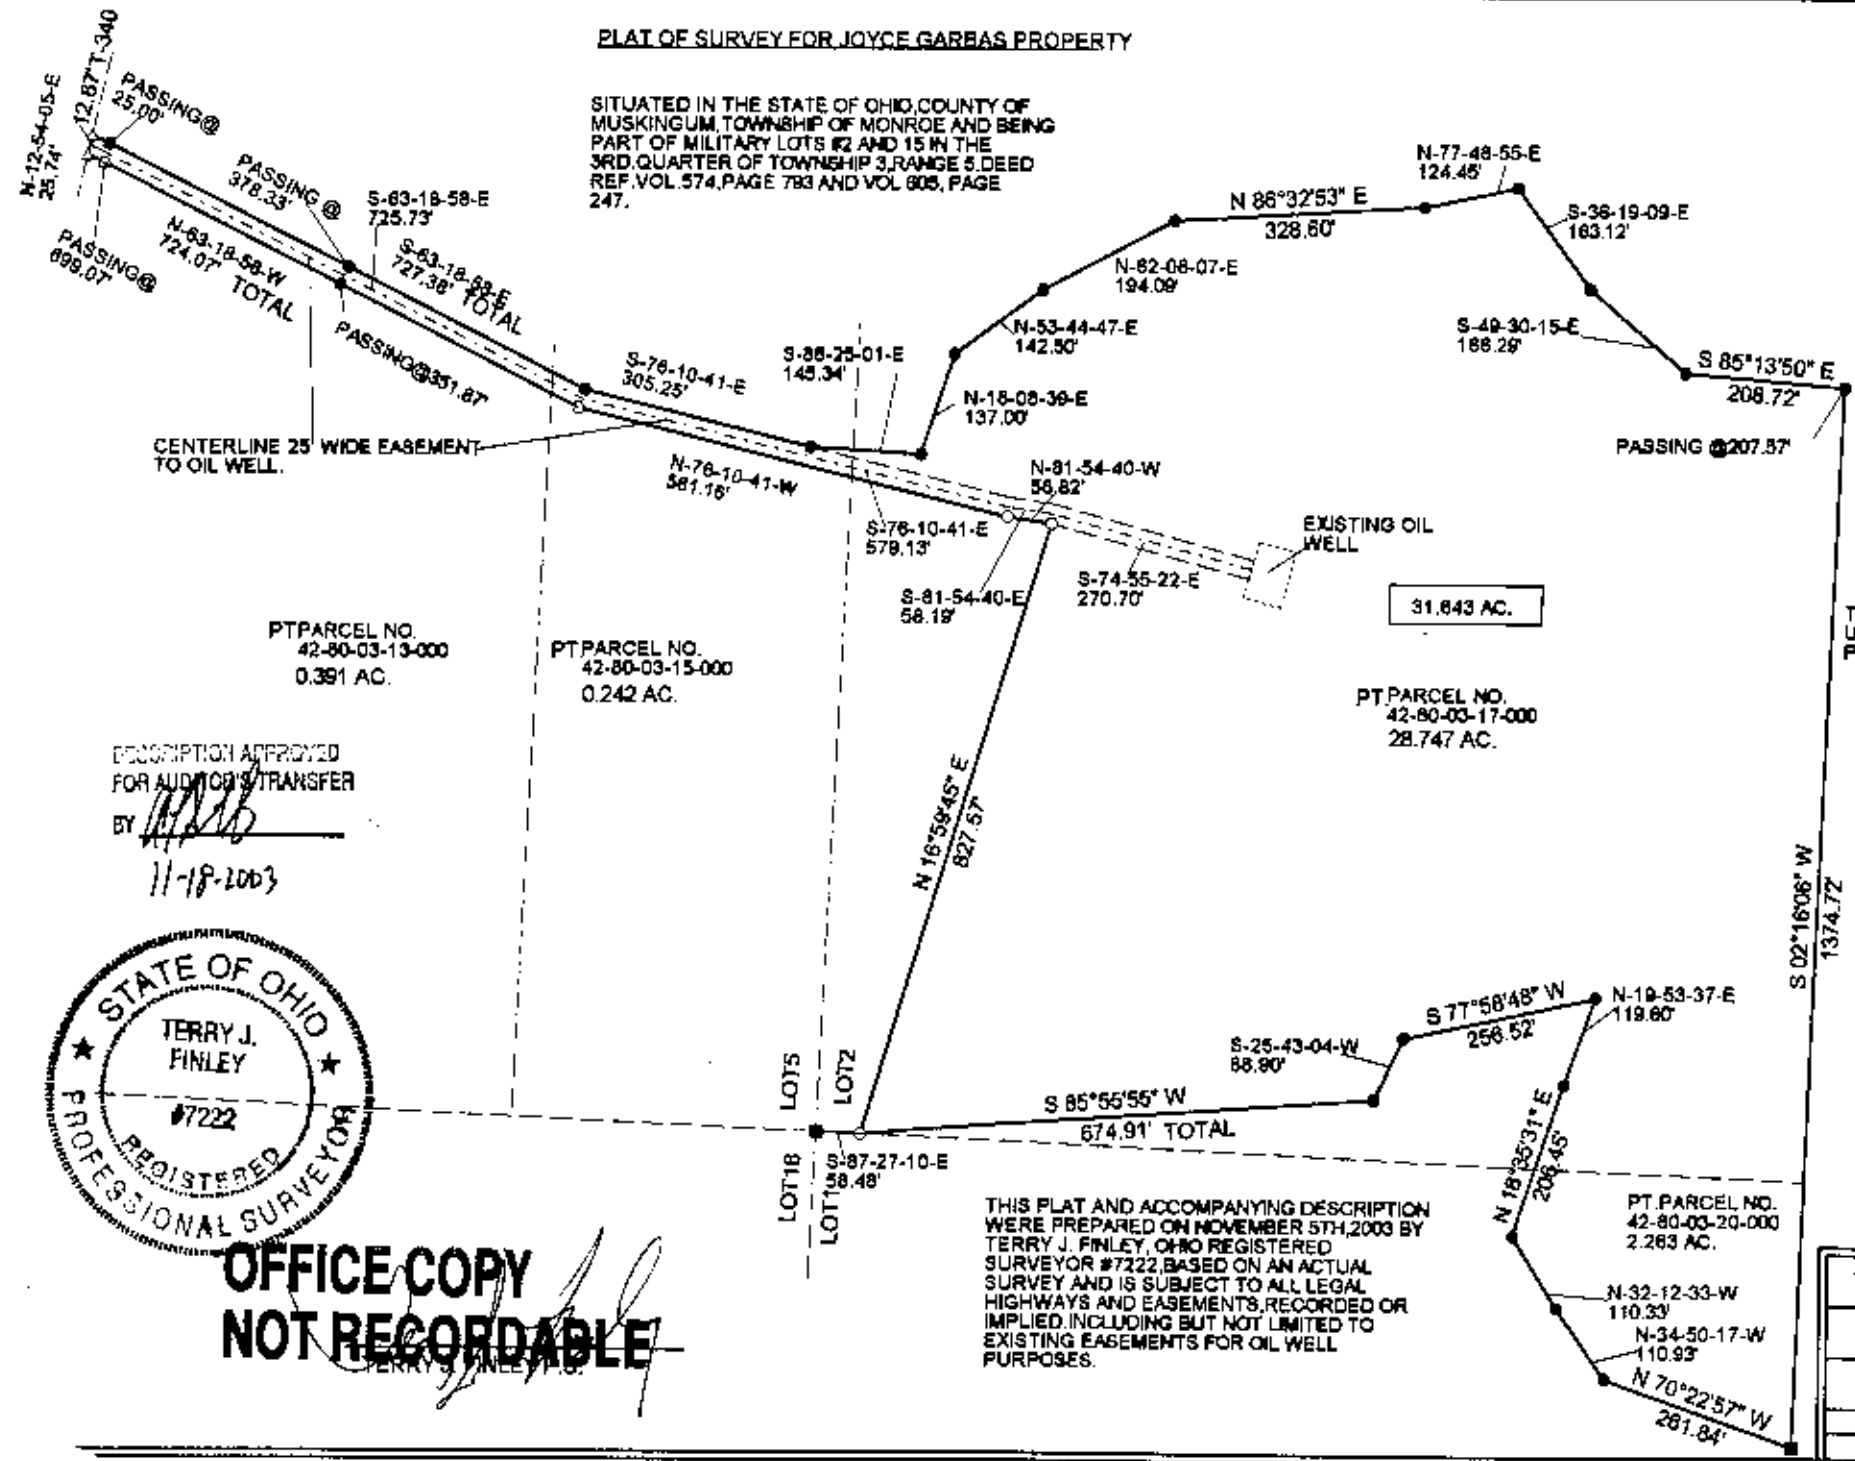 PLAT OF SURVEY FOR JOYCE GARBAS PROPERTY
SITUATED IN THE STATE OF OHIO,COUNTY OF
MUSKINGUM,TOWNSHIP OF MONROE AND BEING
PART OF MILITARY LOTS #2 AND 15 IN THE
3RD.QUARTER OF TOWNSHIP 3,RANGE 5.DEED
REF.VOL.574,PAGE 793 AND VOL 605, PAGE
247.
N-12-54-05-E
25.74'
12.87'
T-340
PASSING@
25.00'
PASSING @
378.33'
S-63-18-58-E
725.73'
S-63-18-58-E
727.38' TOTAL
PASSING@
699.07'
N-63-18-58-W
724.07' TOTAL
PASSING@351.87'
CENTERLINE 25' WIDE EASEMENT
TO OIL WELL.
S-76-10-41-E
305.25'
S-86-25-01-E
145.34'
N-18-08-39-E
137.00'
N-53-44-47-E
142.50'
N-62-08-07-E
194.09'
N 86°32'53" E
328.60'
N-77-48-55-E
124.45'
S-36-19-09-E
163.12'
S-49-30-15-E
166.29'
S 85°13'50" E
208.72'
PASSING @207.57'
N-76-10-41-W
581.16'
S-76-10-41-E
579.13'
N-81-54-40-W
58.82'
S-81-54-40-E
58.19'
S-74-55-22-E
270.70'
EXISTING OIL
WELL
31.643 AC.
PT.PARCEL NO.
42-80-03-13-000
0.391 AC.
PT.PARCEL NO.
42-80-03-15-000
0.242 AC.
PT.PARCEL NO.
42-80-03-17-000
28.747 AC.
DESCRIPTION APPROVED
FOR AUDITOR'S TRANSFER
BY
11-18-2003
N 16°59'45" E
827.57'
S 02°16'06" W
1374.72'
STATE OF OHIO
TERRY J.
FINLEY
#7222
REGISTERED
PROFESSIONAL SURVEYOR
LOT5
LOT2
LOT18
LOT1
S-87-27-10-E
58.48'
S 85°55'55" W
674.91' TOTAL
S-25-43-04-W
88.90'
S 77°58'48" W
256.52'
N-19-53-37-E
119.60'
N 18°35'31" E
206.45'
PT.PARCEL NO.
42-80-03-20-000
2.263 AC.
N-32-12-33-W
110.33'
N-34-50-17-W
110.93'
N 70°22'57" W
261.84'
THIS PLAT AND ACCOMPANYING DESCRIPTION
WERE PREPARED ON NOVEMBER 5TH,2003 BY
TERRY J. FINLEY, OHIO REGISTERED
SURVEYOR #7222,BASED ON AN ACTUAL
SURVEY AND IS SUBJECT TO ALL LEGAL
HIGHWAYS AND EASEMENTS,RECORDED OR
IMPLIED.INCLUDING BUT NOT LIMITED TO
EXISTING EASEMENTS FOR OIL WELL
PURPOSES.
OFFICE COPY
NOT RECORDABLE
TERRY J. FINLEY P.S.